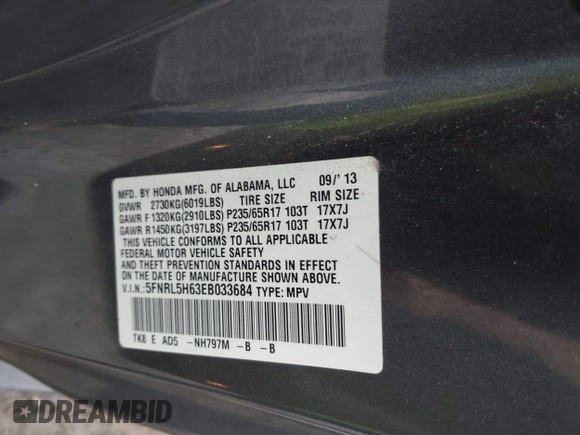 MFD. BY HONDA MFG. OF ALABAMA, LLC 09/'13
GVWR 2730KG(6019LBS) TIRE SIZE RIM SIZE
GAWR F 1320KG(2910LBS) P235/65R17 103T 17X7J
GAWR R1450KG(3197LBS) P235/65R17 103T 17X7J
THIS VEHICLE CONFORMS TO ALL APPLICABLE
FEDERAL MOTOR VEHICLE SAFETY
AND THEFT PREVENTION STANDARDS IN EFFECT
ON THE DATE OF MANUFACTURE SHOWN ABOVE.
V.I.N.: 5FNRL5H63EB033684 TYPE: MPV
TK8 E AD5 -NH797M -B -B
DREAMBID